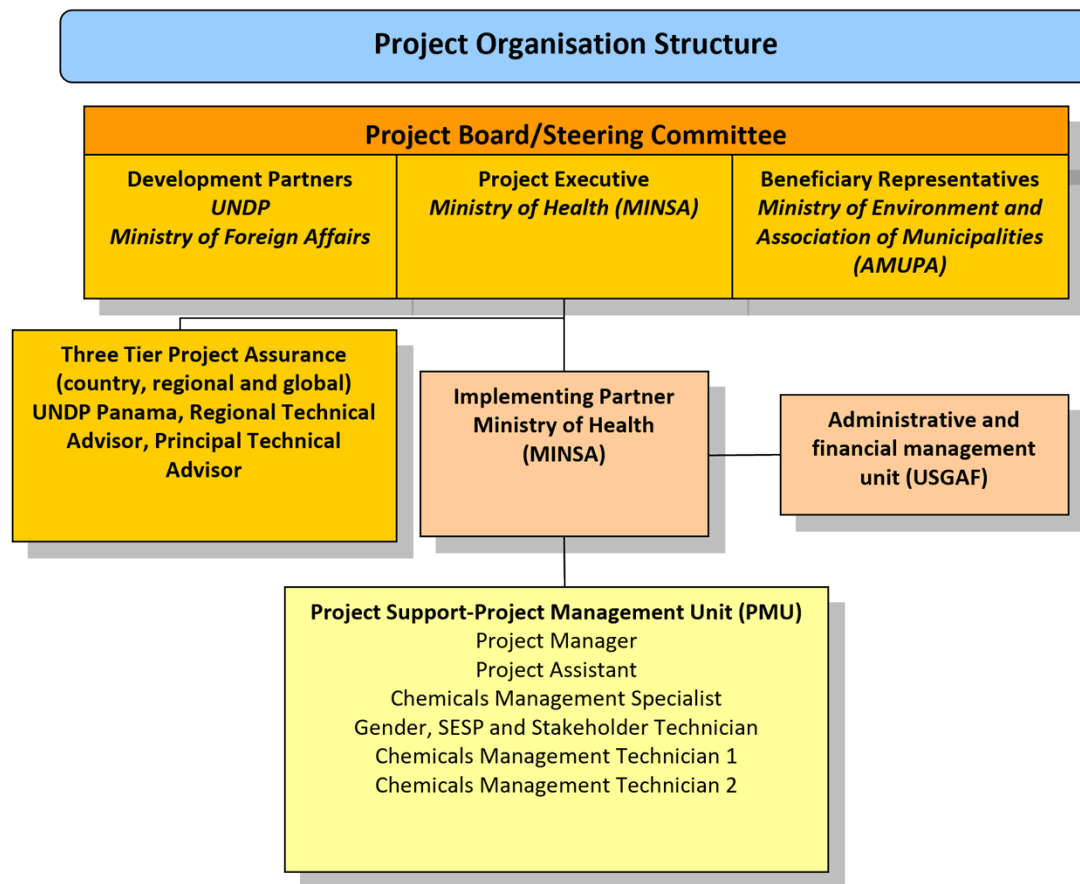 Project Organisation Structure
Project Board/Steering Committee
Development Partners
UNDP
Ministry of Foreign Affairs
Project Executive
Ministry of Health (MINSA)
Beneficiary Representatives
Ministry of Environment and
Association of Municipalities
(AMUPA)
Three Tier Project Assurance
(country, regional and global)
UNDP Panama, Regional Technical
Advisor, Principal Technical
Advisor
Implementing Partner
Ministry of Health
(MINSA)
Administrative and
financial management
unit (USGAF)
Project Support-Project Management Unit (PMU)
Project Manager
Project Assistant
Chemicals Management Specialist
Gender, SESP and Stakeholder Technician
Chemicals Management Technician 1
Chemicals Management Technician 2